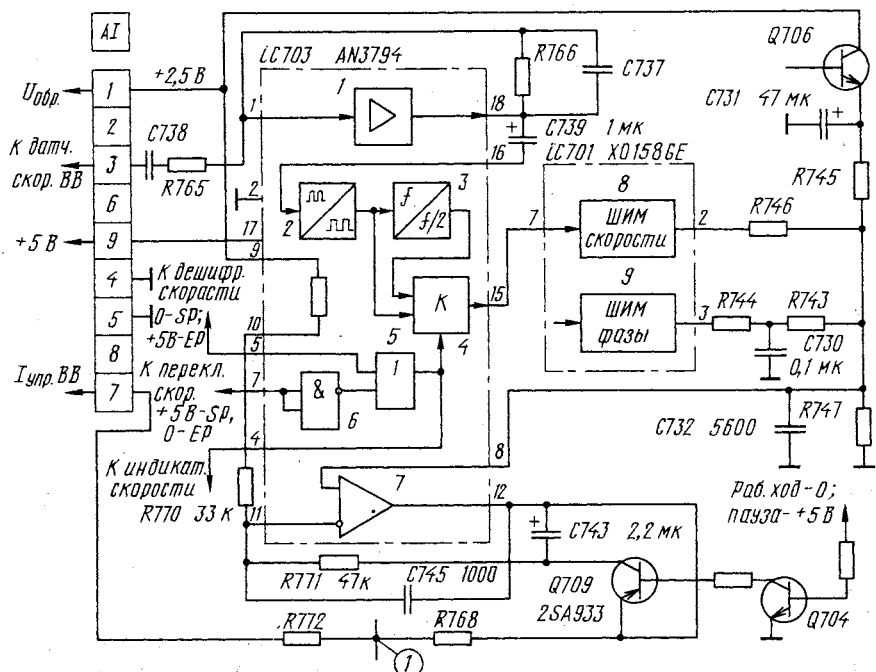 AI
1
2
3
6
9
4
5
8
7
Uобр.
К датч.
скор. ВВ
+5 В
Iупр. ВВ
+2,5 В
C738
R765
iC703 AN3794
1
1
18
R766
C737
C739 1 мк
16
Q706
C731 47 мк
R745
iC701 X0158GE
2
17
9
2
3
f
f/2
К
15
4
7
8
ШИМ
скорости
2
R746
9
ШИМ
фазы
3
R744
R743
C730
0,1 мк
К дешифр.
скорасти
0-SP;
+5В-EP
10
5
5
1
К перекл.
скор.
+5В-SP,
0-EP
7
&
6
4
К индикат.
скорости
R770 33 к
11
7
8
12
C732 5600
R747
Раб. ход-0;
пауза-+5 В
C743 2,2 мк
R771 47к
C745 1000
Q709
2SA933
Q704
R772
1
R768